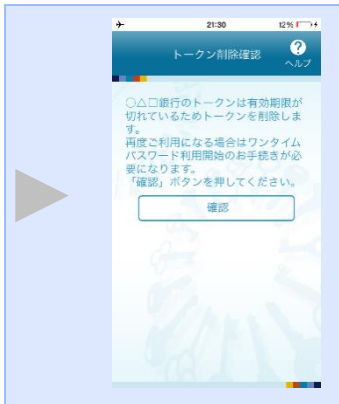 21:30 12%
トークン削除確認
?
ヘルプ
○△□銀行のトークンは有効期限が
切れているためトークンを削除しま
す。
再度ご利用になる場合はワンタイム
パスワード利用開始のお手続きが必
要になります。
「確認」ボタンを押してください。
確認